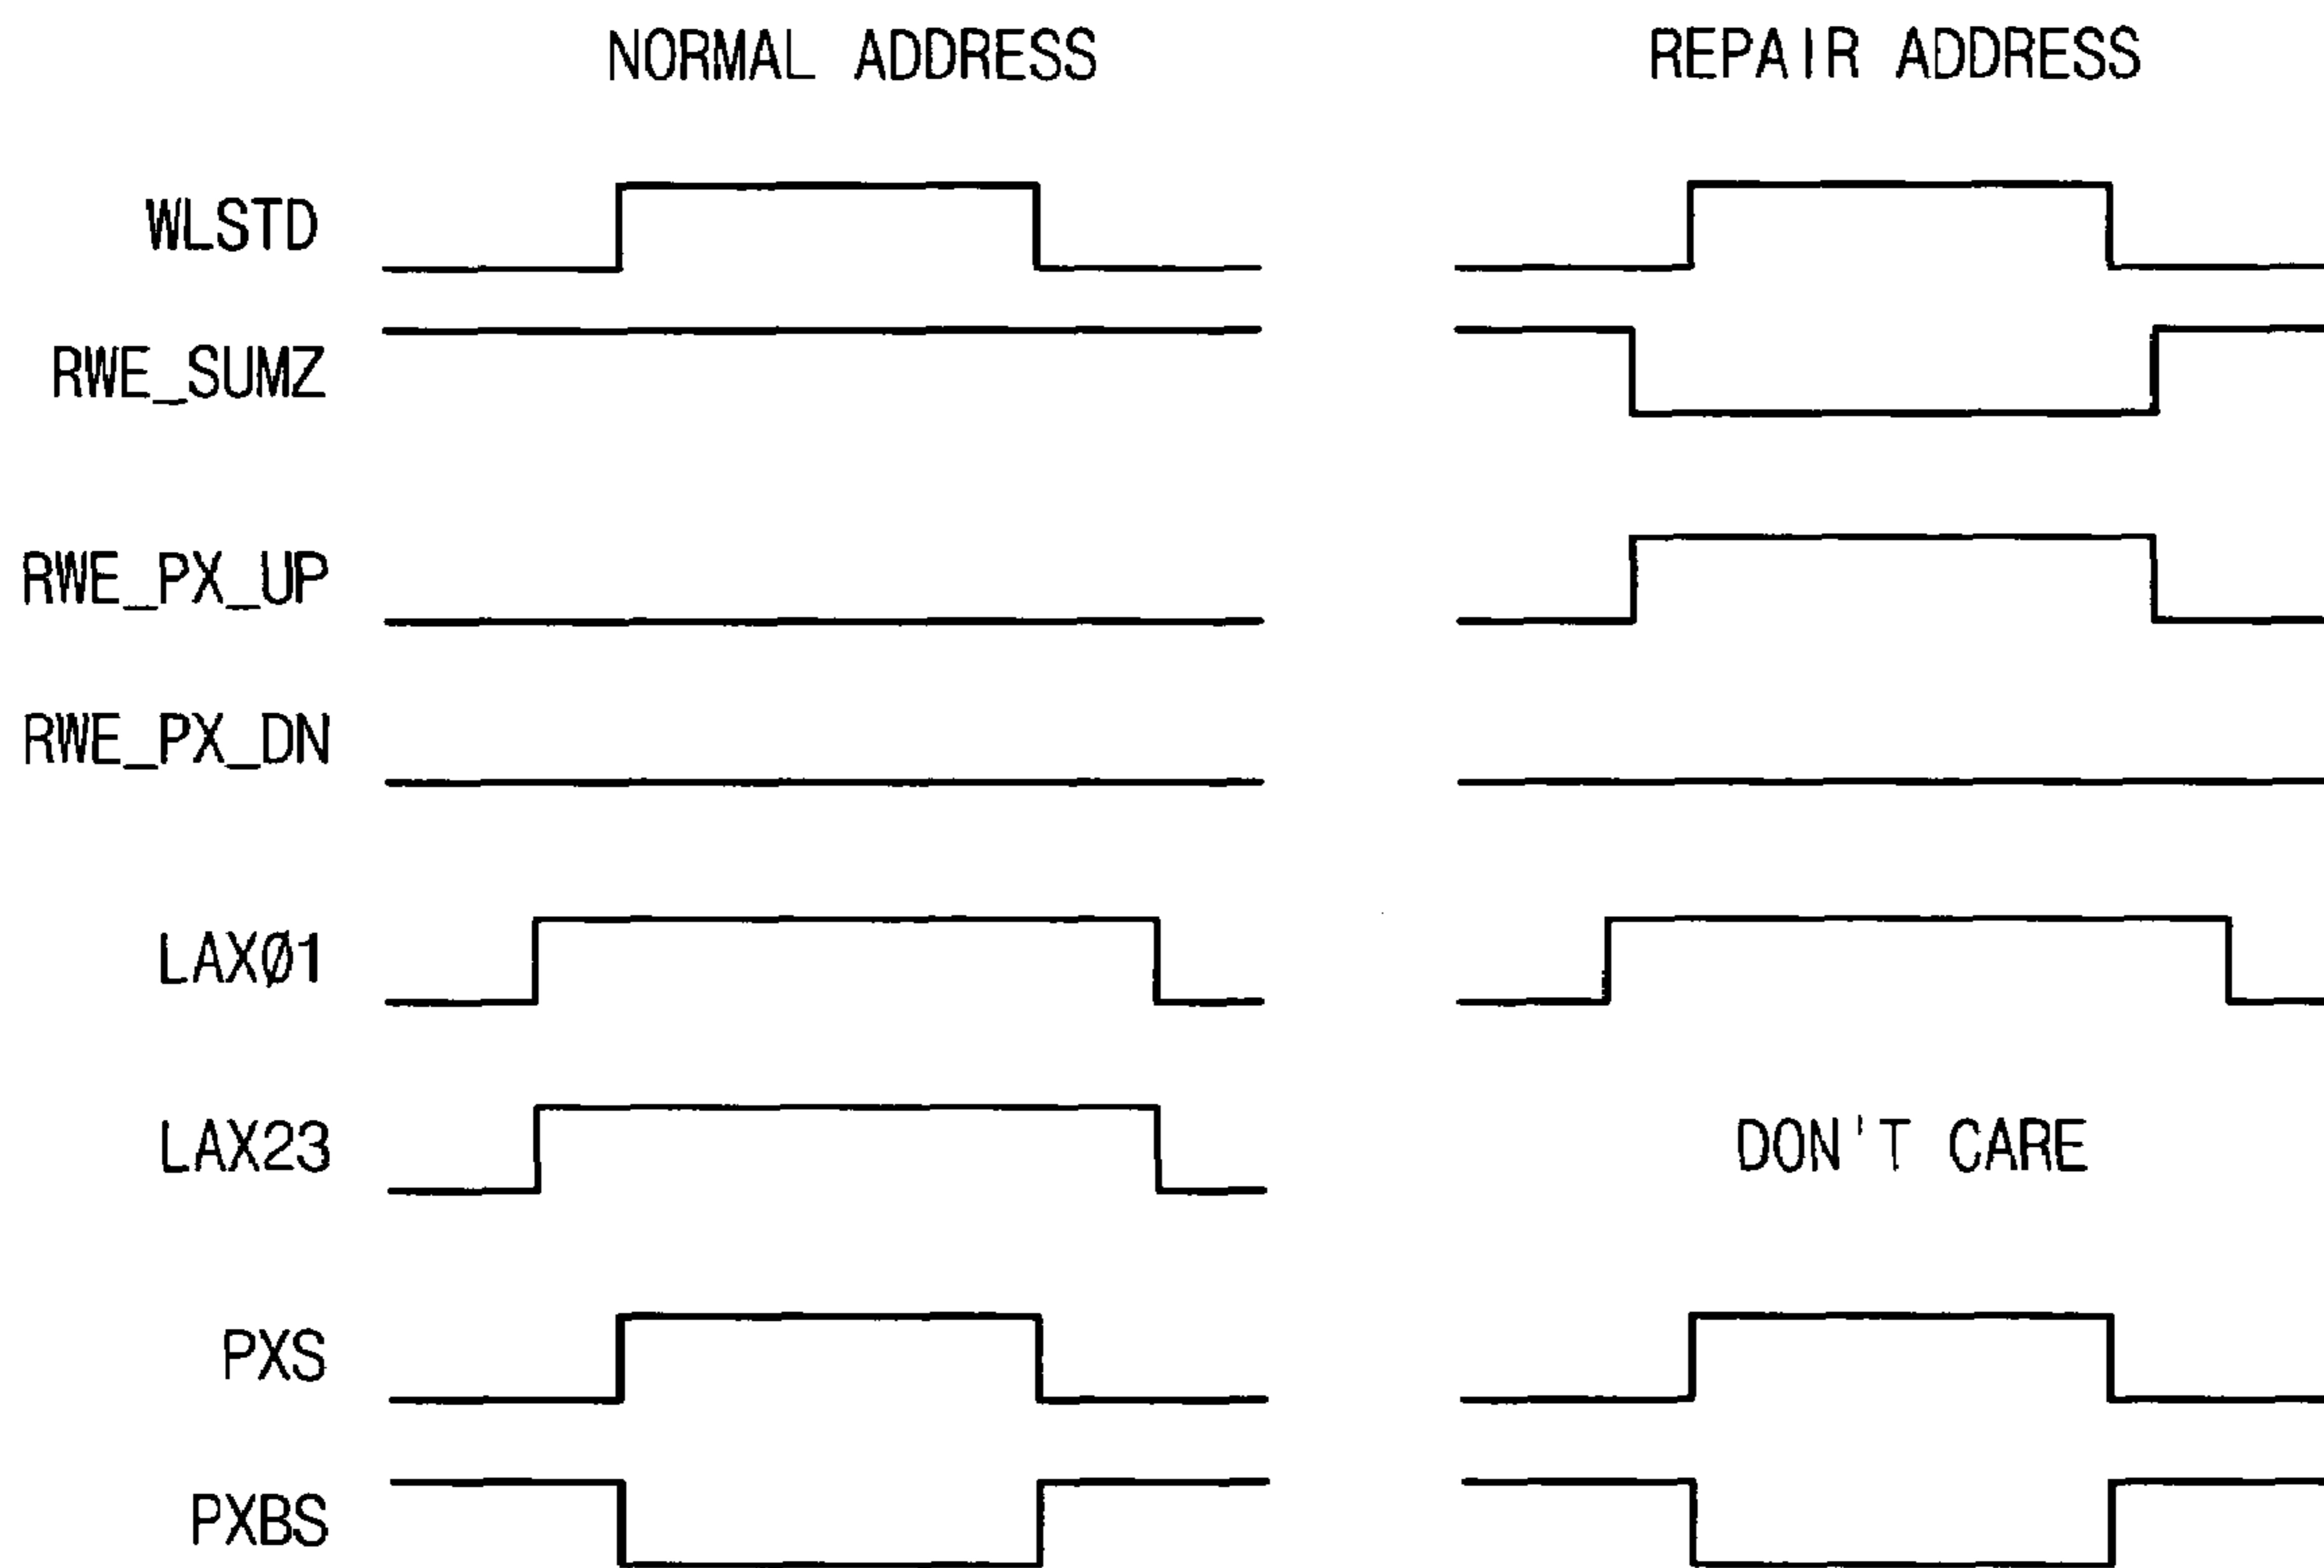 NORMAL ADDRESS REPAIR ADDRESS
WLSTD
RWE_SUMZ
RWE_PX_UP
RWE_PX_DN
LAXØ1
LAX23 DON'T CARE
PXS
PXBS